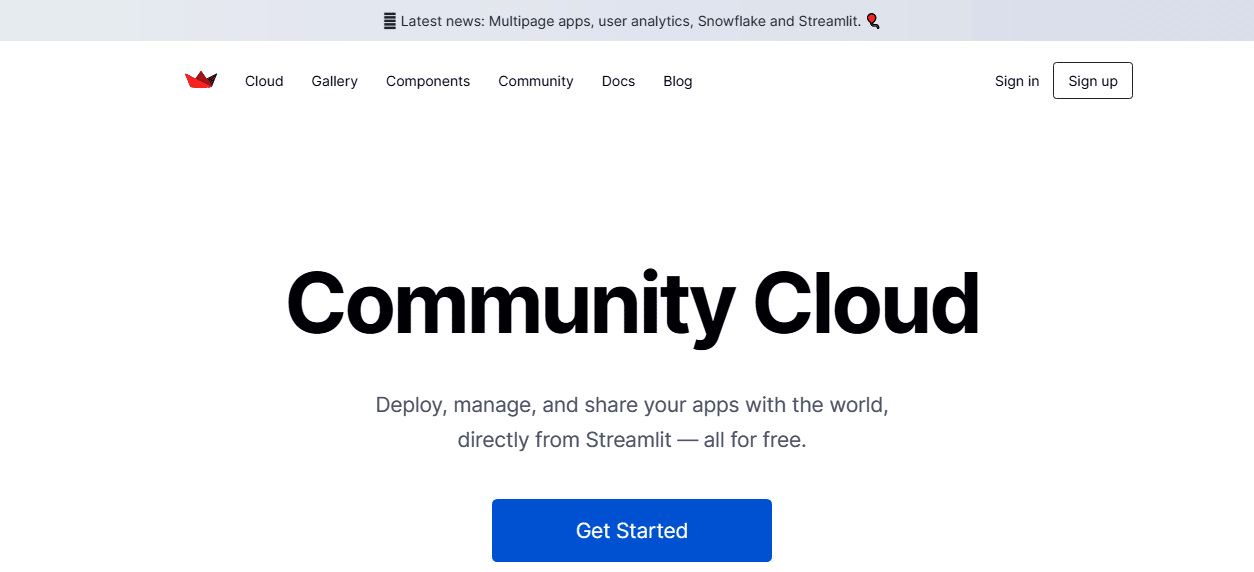 Latest news: Multipage apps, user analytics, Snowflake and Streamlit.
Cloud Gallery Components Community Docs Blog Sign in Sign up
Community Cloud
Deploy, manage, and share your apps with the world,
directly from Streamlit — all for free.
Get Started